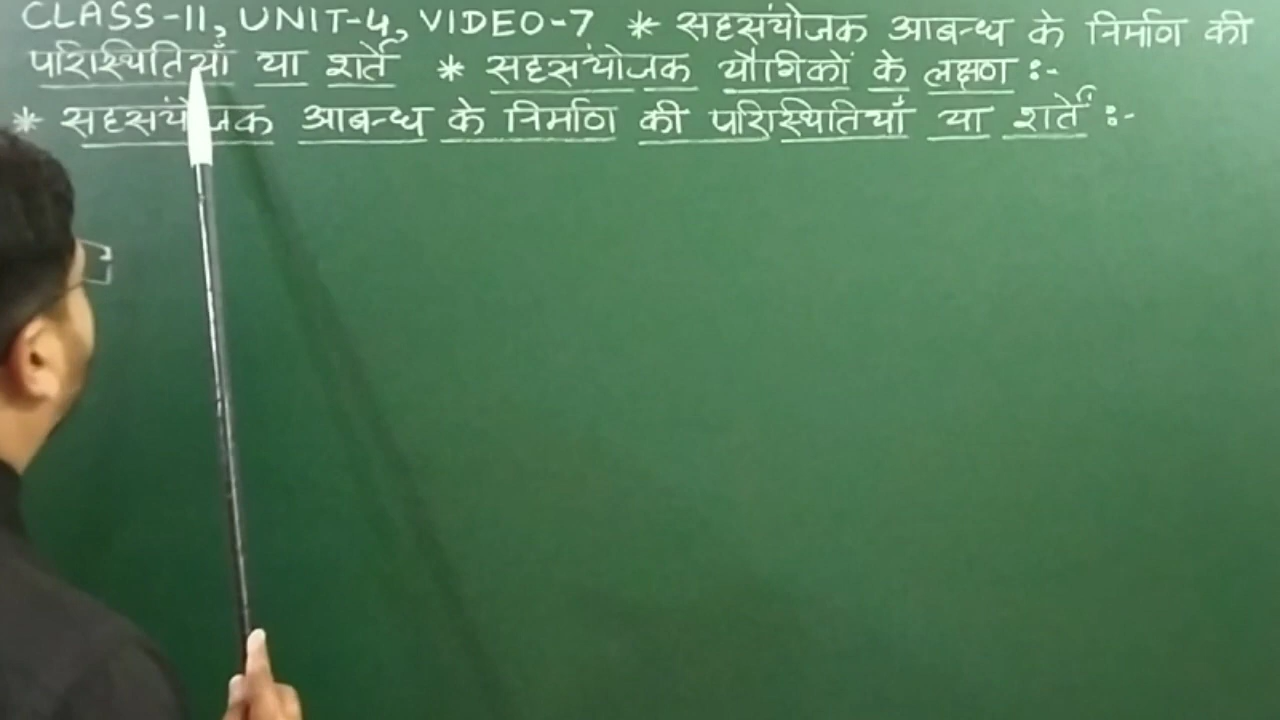 CLASS-11, UNIT-4, VIDEO-7 * सहसंयोजक आबन्ध के निर्माण की
परिस्थितियाँ या शर्ते * सहसंयोजक यौगिकों के लक्षण :-
* सहसंयोजक आबन्ध के निर्माण की परिस्थितियाँ या शर्तें :-